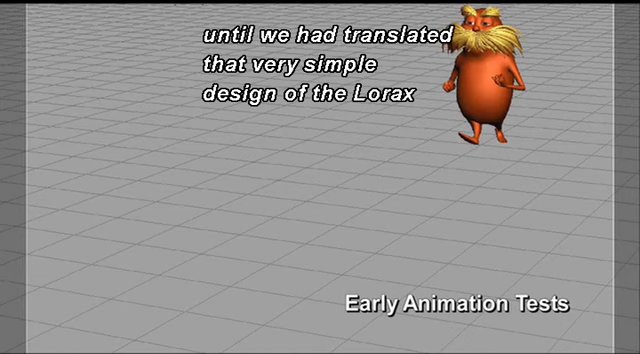 until we had translated
that very simple
design of the Lorax
Early Animation Tests